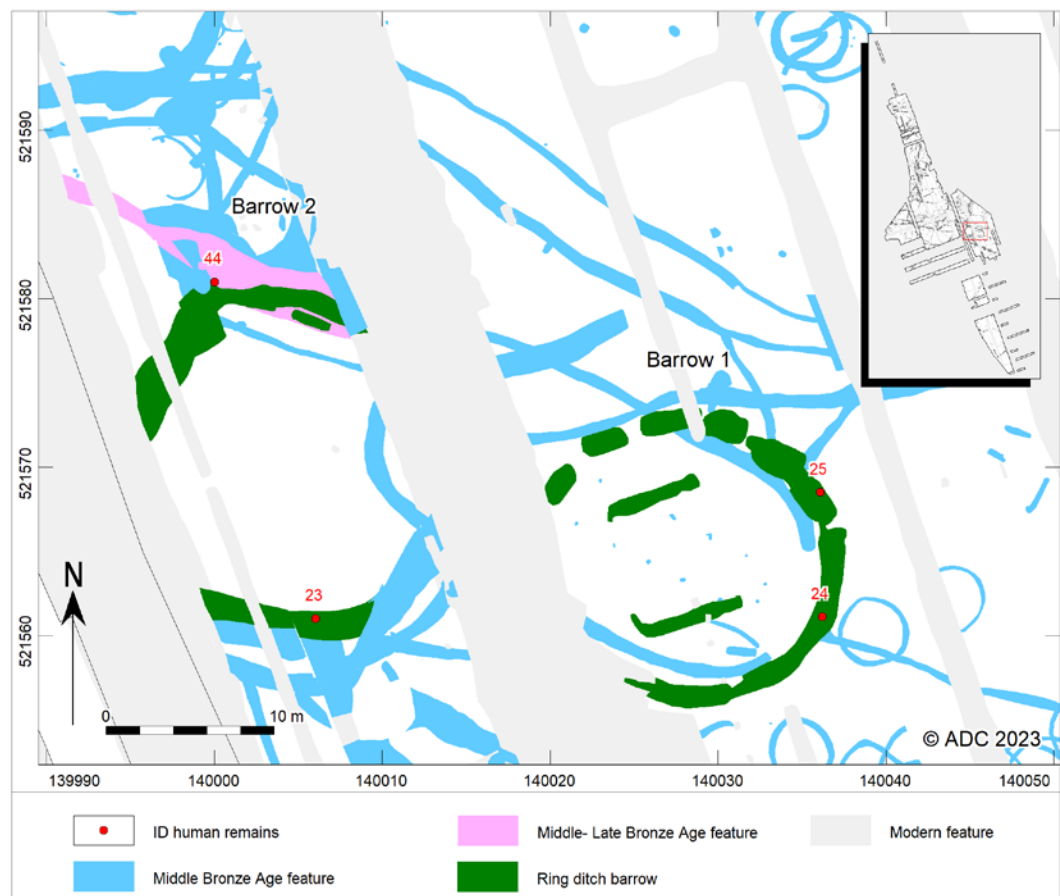 521590
521580
521570
521560
Barrow 2
44
Barrow 1
25
24
23
N
0 10 m
© ADC 2023
139990 140000 140010 140020 140030 140040 140050
ID human remains
Middle- Late Bronze Age feature
Modern feature
Middle Bronze Age feature
Ring ditch barrow